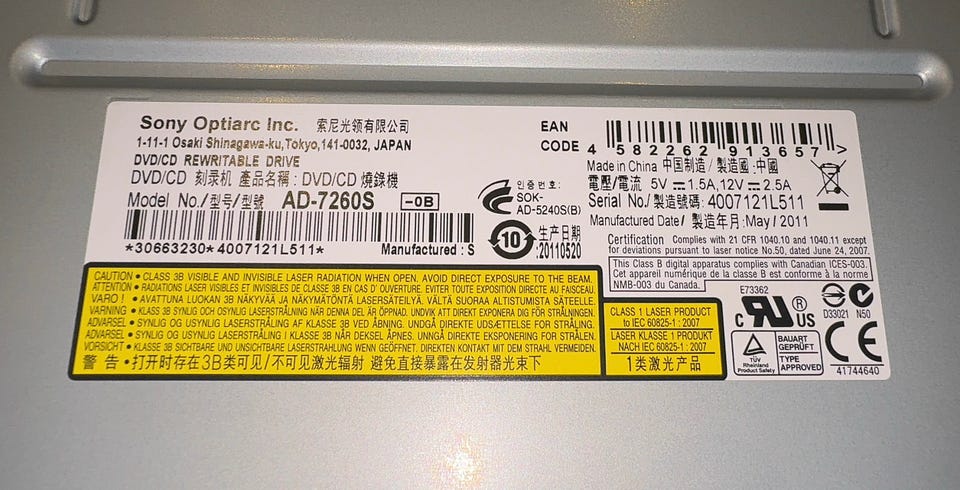 Sony Optiarc Inc. 索尼光领有限公司
1-11-1 Osaki Shinagawa-ku,Tokyo,141-0032, JAPAN
DVD/CD REWRITABLE DRIVE
DVD/CD 刻录机 產品名稱 : DVD/CD 燒錄機
Model No./型号/型號 AD-7260S -0B
*30663230*4007121L511* Manufactured : S
认证编号:
SOK-
AD-5240S(B)
10 生产日期
20110520
EAN
CODE 4 582262 913657 >
Made in China 中国制造 / 製造國 : 中國
電壓/電流 5V ⎓ 1.5A,12V ⎓ 2.5A
Serial No./ 製造號碼: 4007121L511
Manufactured Date/ 製造年月: May / 2011
Certification Complies with 21 CFR 1040.10 and 1040.11 except
for deviations pursuant to laser notice No.50, dated June 24, 2007.
This Class B digital apparatus complies with Canadian ICES-003.
Cet appareil numérique de la classe B est conforme à la norme
NMB-003 du Canada.
CAUTION • CLASS 3B VISIBLE AND INVISIBLE LASER RADIATION WHEN OPEN. AVOID DIRECT EXPOSURE TO THE BEAM.
ATTENTION • RADIATIONS LASER VISIBLES ET INVISIBLES DE CLASSE 3B EN CAS D' OUVERTURE. EVITER TOUTE EXPOSITION DIRECTE AU FAISCEAU.
VARO ! • AVATTUNA LUOKAN 3B NÄKYVÄÄ JA NÄKYMÄTÖNTÄ LASERSÄTEILYÄ. VÄLTÄ SUORAA ALTISTUMISTA SÄTEELLE.
VARNING • KLASS 3B SYNLIG OCH OSYNLIG LASERSTRÅLNING NÄR DENNA DEL ÄR ÖPPNAD. UNDVIK ATT DIREKT EXPONERA DIG FÖR STRÅLNINGEN.
ADVARSEL • SYNLIG OG USYNLIG LASERSTRÅLING AF KLASSE 3B VED ÅBNING. UNDGÅ DIREKTE UDSÆTTELSE FOR STRÅLING.
ADVARSEL • SYNLIG OG USYNLIG LASERSTRÅLING I KLASSE 3B NÅR DEKSEL ÅPNES. UNNGÅ DIREKTE EKSPONERING FOR STRÅLEN.
VORSICHT • KLASSE 3B SICHTBARE UND UNSICHTBARE LASERSTRAHLUNG WENN GEÖFFNET. DIREKTEN KONTAKT MIT DEM STRAHL VERMEIDEN.
警 告 • 打开时存在3B类可见/不可见激光辐射 避免直接暴露在发射器光束下
CLASS 1 LASER PRODUCT
to IEC 60825-1 : 2007
LASER KLASSE 1 PRODUKT
NACH IEC 60825-1 : 2007
1类激光产品
E73362
c RU ® US
D33021 N50
TÜV
Rheinland
Product Safety
BAUART
GEPRÜFT
TYPE
APPROVED
CE
41744640